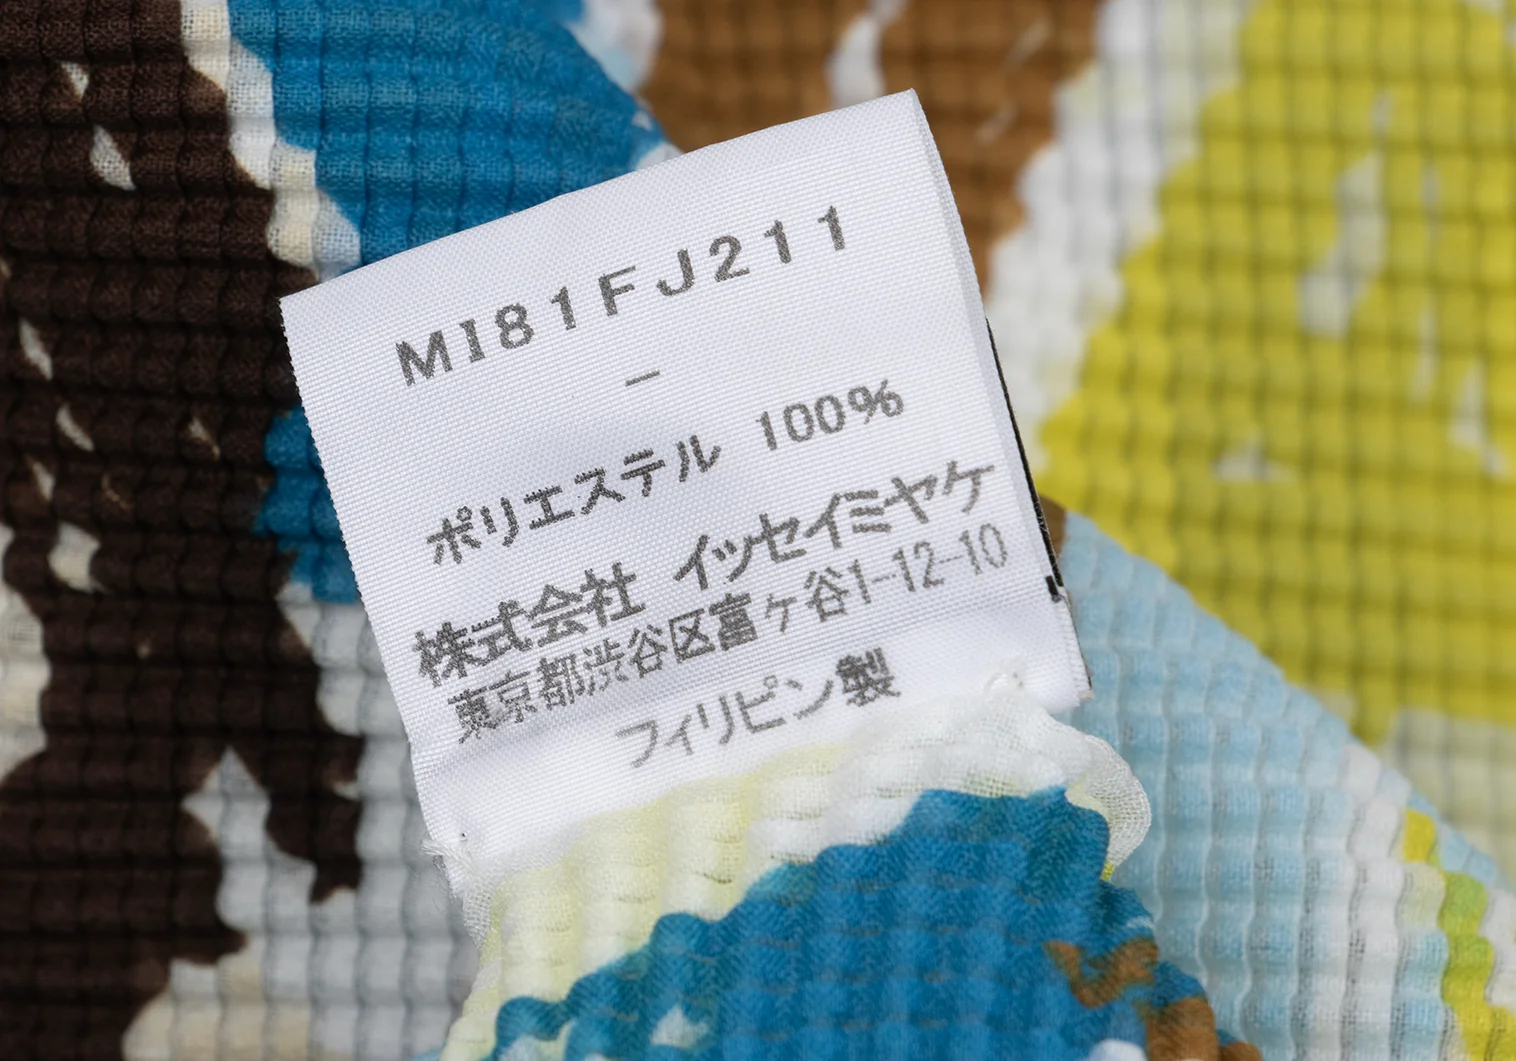 MI81FJ211
–
ポリエステル 100%
株式会社 イッセイミヤケ
東京都渋谷区富ヶ谷1-12-10
フィリピン製